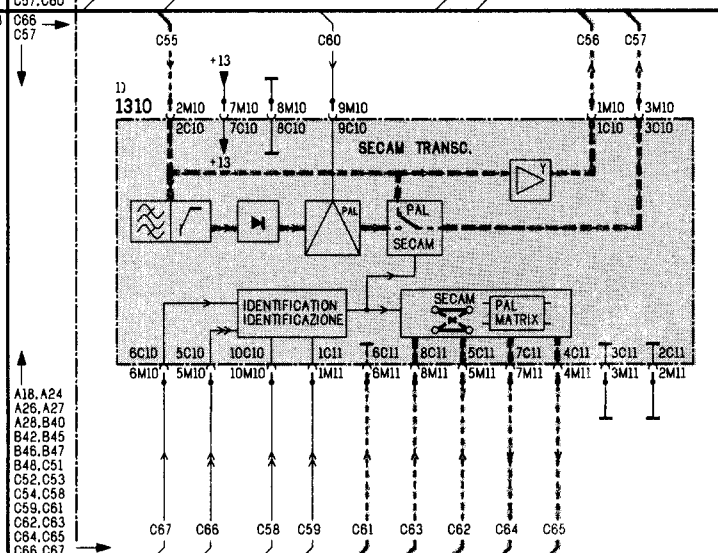 C57.C60
C66
C57
C55
C60
C56
C57
+13
1)
1310
2M10
7M10
8M10
9M10
1M10
3M10
2C10
7C10
8C10
9C10
1C10
3C10
+13
SECAM TRANSC.
Y
PAL
PAL
SECAM
IDENTIFICATION
IDENTIFICAZIONE
SECAM
PAL
MATRIX
6C10
5C10
10C10
1C11
6C11
8C11
5C11
7C11
4C11
3C11
2C11
6M10
5M10
10M10
1M11
6M11
8M11
5M11
7M11
4M11
3M11
2M11
A18.A24
A26.A27
A28.B40
B42.B45
B46.B47
B48.C51
C52.C53
C54.C58
C59.C61
C62.C63
C64.C65
C66.C67
C67
C66
C58
C59
C61
C63
C62
C64
C65